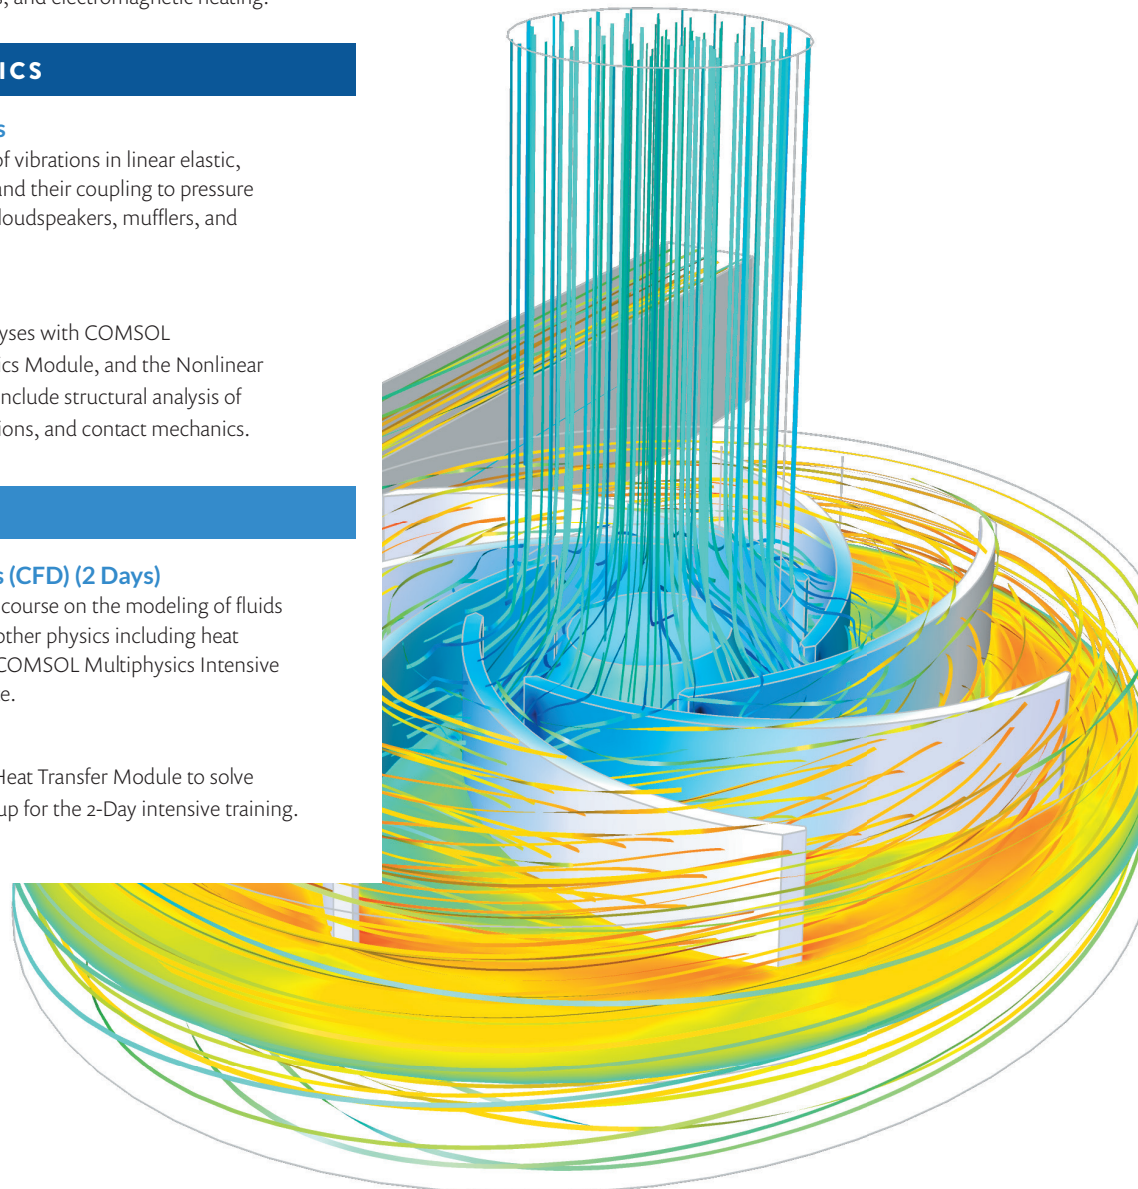 , and electromagnetic heating.
ICS
s
of vibrations in linear elastic,
and their coupling to pressure
loudspeakers, mufflers, and
yses with COMSOL
ics Module, and the Nonlinear
include structural analysis of
ions, and contact mechanics.
s (CFD) (2 Days)
course on the modeling of fluids
other physics including heat
COMSOL Multiphysics Intensive
e.
Heat Transfer Module to solve
up for the 2-Day intensive training.